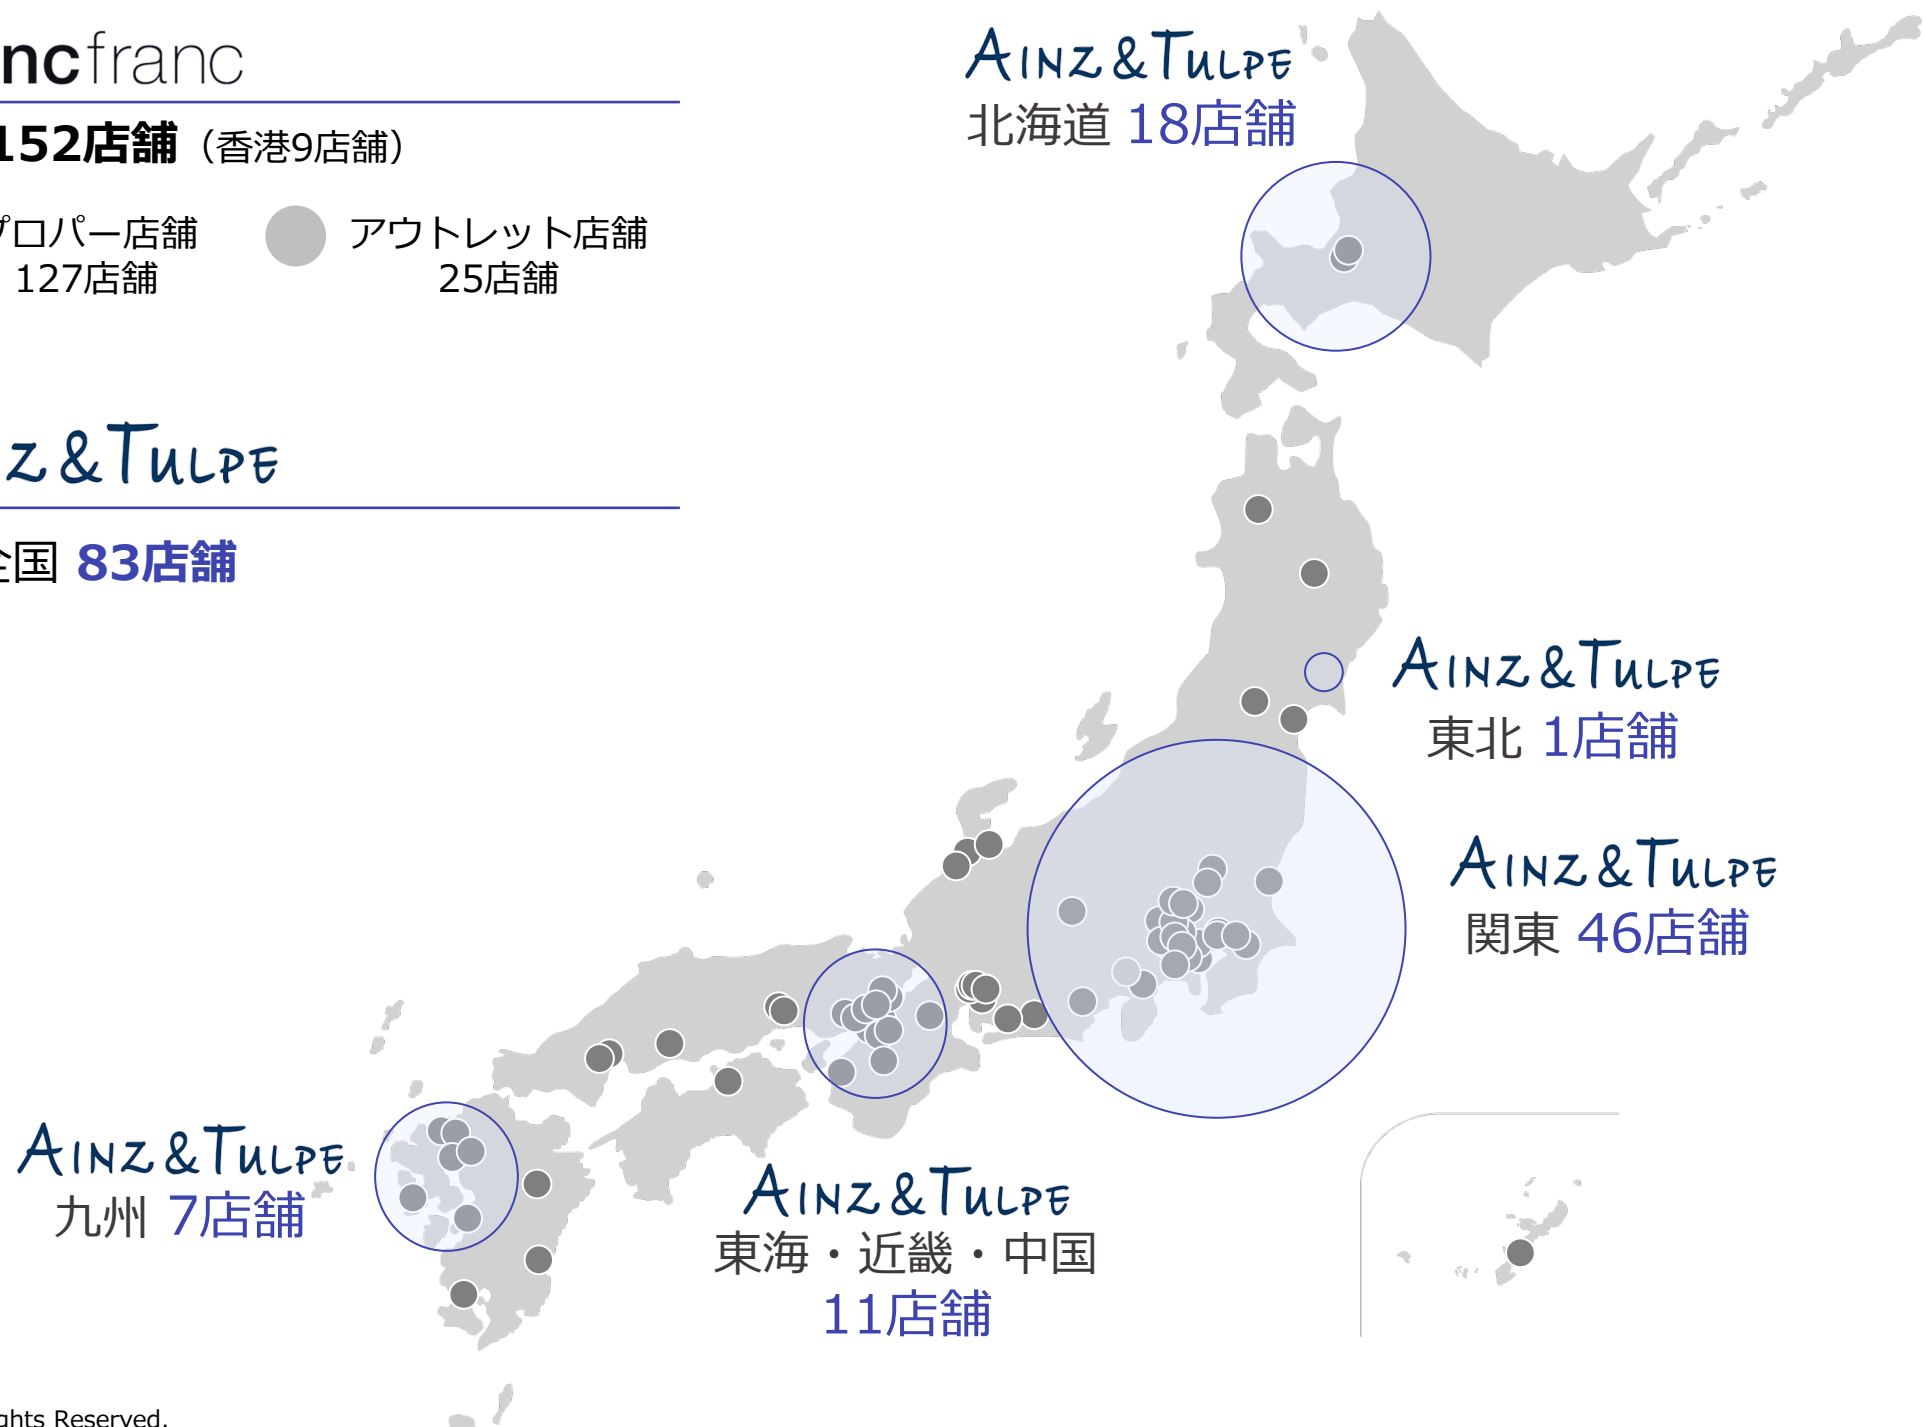 ncfranc
152店舗（香港9店舗）
プロパー店舗
127店舗
アウトレット店舗
25店舗
Z&TULPE
全国 83店舗
AINZ&TULPE
北海道 18店舗
AINZ&TULPE
東北 1店舗
AINZ&TULPE
関東 46店舗
AINZ&TULPE
東海・近畿・中国
11店舗
AINZ&TULPE
九州 7店舗
ghts Reserved.